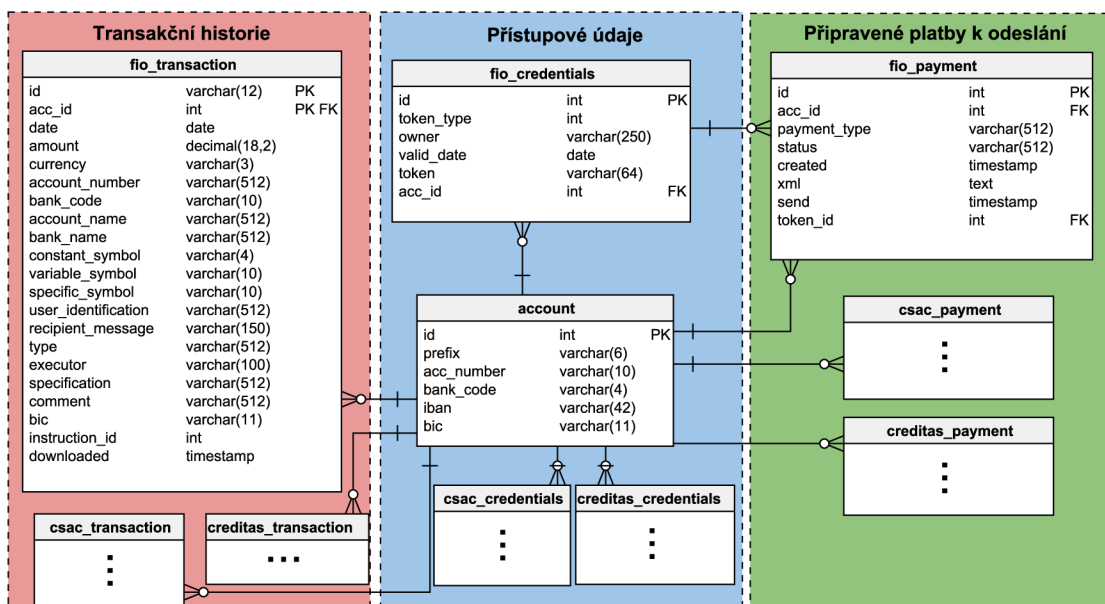 Transakční historie
fio_transaction
id varchar(12) PK
acc_id int PK FK
date date
amount decimal(18,2)
currency varchar(3)
account_number varchar(512)
bank_code varchar(10)
account_name varchar(512)
bank_name varchar(512)
constant_symbol varchar(4)
variable_symbol varchar(10)
specific_symbol varchar(10)
user_identification varchar(512)
recipient_message varchar(150)
type varchar(512)
executor varchar(100)
specification varchar(512)
comment varchar(512)
bic varchar(11)
instruction_id int
downloaded timestamp
csac_transaction
creditas_transaction
Přístupové údaje
fio_credentials
id int PK
token_type int
owner varchar(250)
valid_date date
token varchar(64)
acc_id int FK
account
id int PK
prefix varchar(6)
acc_number varchar(10)
bank_code varchar(4)
iban varchar(42)
bic varchar(11)
csac_credentials
creditas_credentials
Připravené platby k odeslání
fio_payment
id int PK
acc_id int FK
payment_type varchar(512)
status varchar(512)
created timestamp
xml text
send timestamp
token_id int FK
csac_payment
creditas_payment